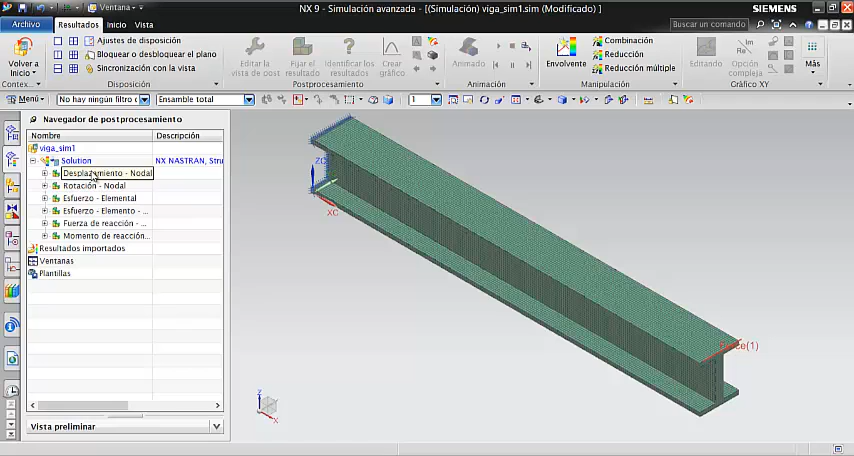 Ventana
NX 9 - Simulación avanzada - [(Simulación) viga_sim1.sim (Modificado) ]
SIEMENS
Archivo
Resultados
Inicio
Vista
Buscar un comando
Volver a
Inicio
Ajustes de disposición
Bloquear o desbloquear el plano
Sincronización con la vista
Editar una
vista de post
Fijar el
resultado
Identificar los
resultados
Crear
gráfico
Animado
Envolvente
Combinación
Reducción
Reducción múltiple
Editando
Opción
compleja
Más
Contex...
Disposición
Postprocesamiento
Animación
Manipulación
Gráfico XY
Menú
No hay ningún filtro
Ensamble total
1
Navegador de postprocesamiento
Nombre
Descripción
viga_sim1
Solution
NX NASTRAN, Stru
Desplazamiento - Nodal
Rotación - Nodal
Esfuerzo - Elemental
Esfuerzo - Elemento - ...
Fuerza de reacción - ...
Momento de reacción...
Resultados importados
Ventanas
Plantillas
Vista preliminar
ZC
XC
Force(1)
Z
X